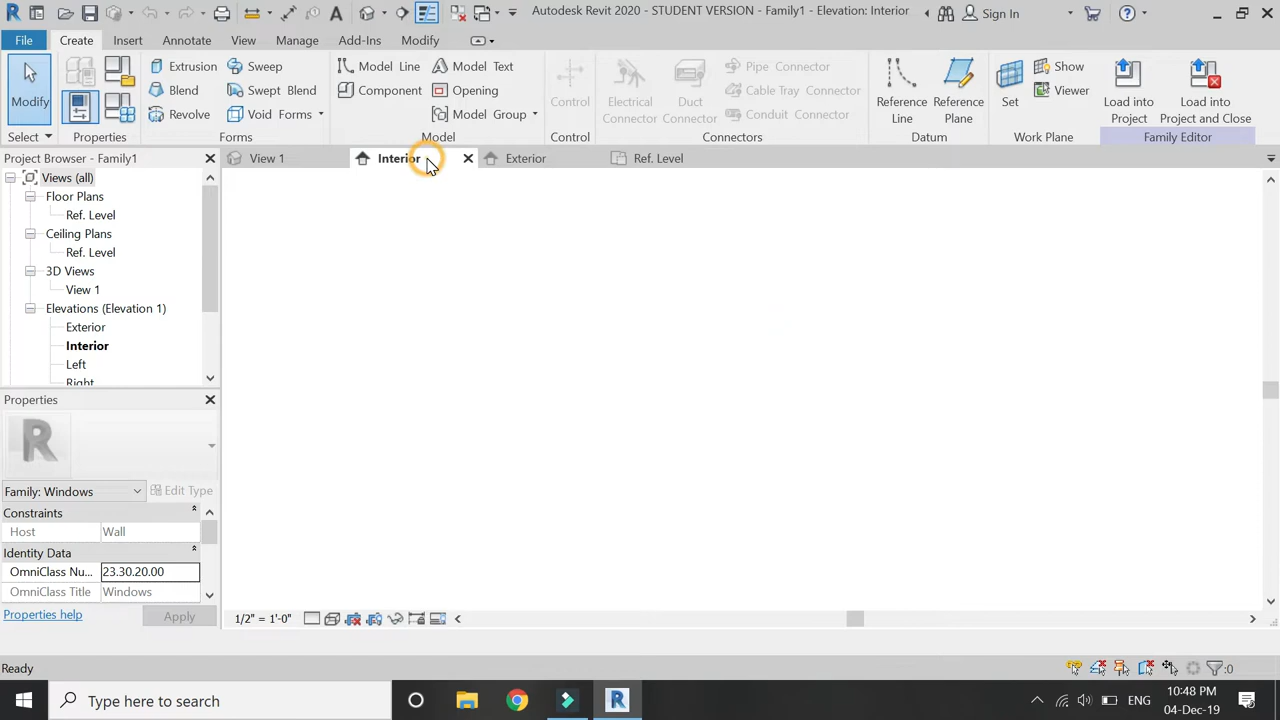 Autodesk Revit 2020 - STUDENT VERSION - Family1 - Elevation: Interior
Sign In
File Create Insert Annotate View Manage Add-Ins Modify
Modify
Select
Properties
Extrusion Sweep
Blend Swept Blend
Revolve Void Forms
Forms
Model Line Model Text
Component Opening
Model Group
Model
Control
Control
Electrical Connector
Duct Connector
Pipe Connector
Cable Tray Connector
Conduit Connector
Connectors
Reference Line
Reference Plane
Datum
Set
Show
Viewer
Work Plane
Load into Project
Load into Project and Close
Family Editor
Project Browser - Family1
View 1 Interior Exterior Ref. Level
Views (all)
Floor Plans
Ref. Level
Ceiling Plans
Ref. Level
3D Views
View 1
Elevations (Elevation 1)
Exterior
Interior
Left
Right
Properties
R
Family: Windows Edit Type
Constraints
Host Wall
Identity Data
OmniClass Nu... 23.30.20.00
OmniClass Title Windows
Properties help Apply
1/2" = 1'-0"
Ready
:0
Type here to search
ENG
10:48 PM
04-Dec-19